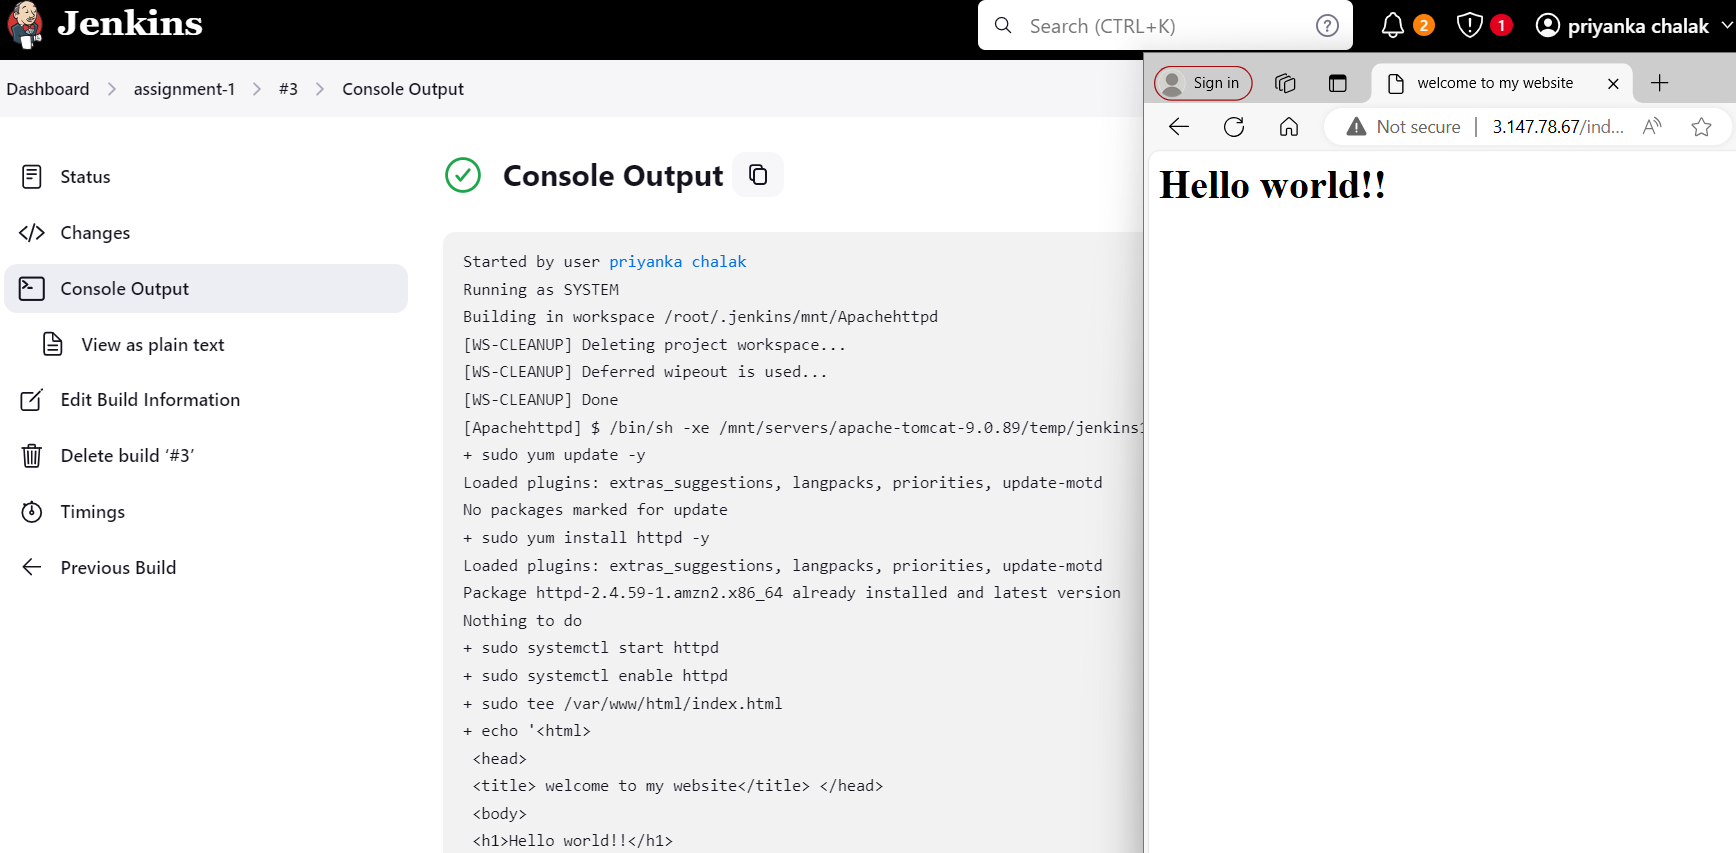 Jenkins
Search (CTRL+K)
2
1
priyanka chalak
Dashboard
assignment-1
#3
Console Output
Status
Changes
Console Output
View as plain text
Edit Build Information
Delete build ‘#3’
Timings
Previous Build
Console Output
Started by user priyanka chalak
Running as SYSTEM
Building in workspace /root/.jenkins/mnt/Apachehttpd
[WS-CLEANUP] Deleting project workspace...
[WS-CLEANUP] Deferred wipeout is used...
[WS-CLEANUP] Done
[Apachehttpd] $ /bin/sh -xe /mnt/servers/apache-tomcat-9.0.89/temp/jenkins1
+ sudo yum update -y
Loaded plugins: extras_suggestions, langpacks, priorities, update-motd
No packages marked for update
+ sudo yum install httpd -y
Loaded plugins: extras_suggestions, langpacks, priorities, update-motd
Package httpd-2.4.59-1.amzn2.x86_64 already installed and latest version
Nothing to do
+ sudo systemctl start httpd
+ sudo systemctl enable httpd
+ sudo tee /var/www/html/index.html
+ echo '<html>
<head>
<title> welcome to my website</title> </head>
<body>
<h1>Hello world!!</h1>
Sign in
welcome to my website
Not secure | 3.147.78.67/ind...
Hello world!!